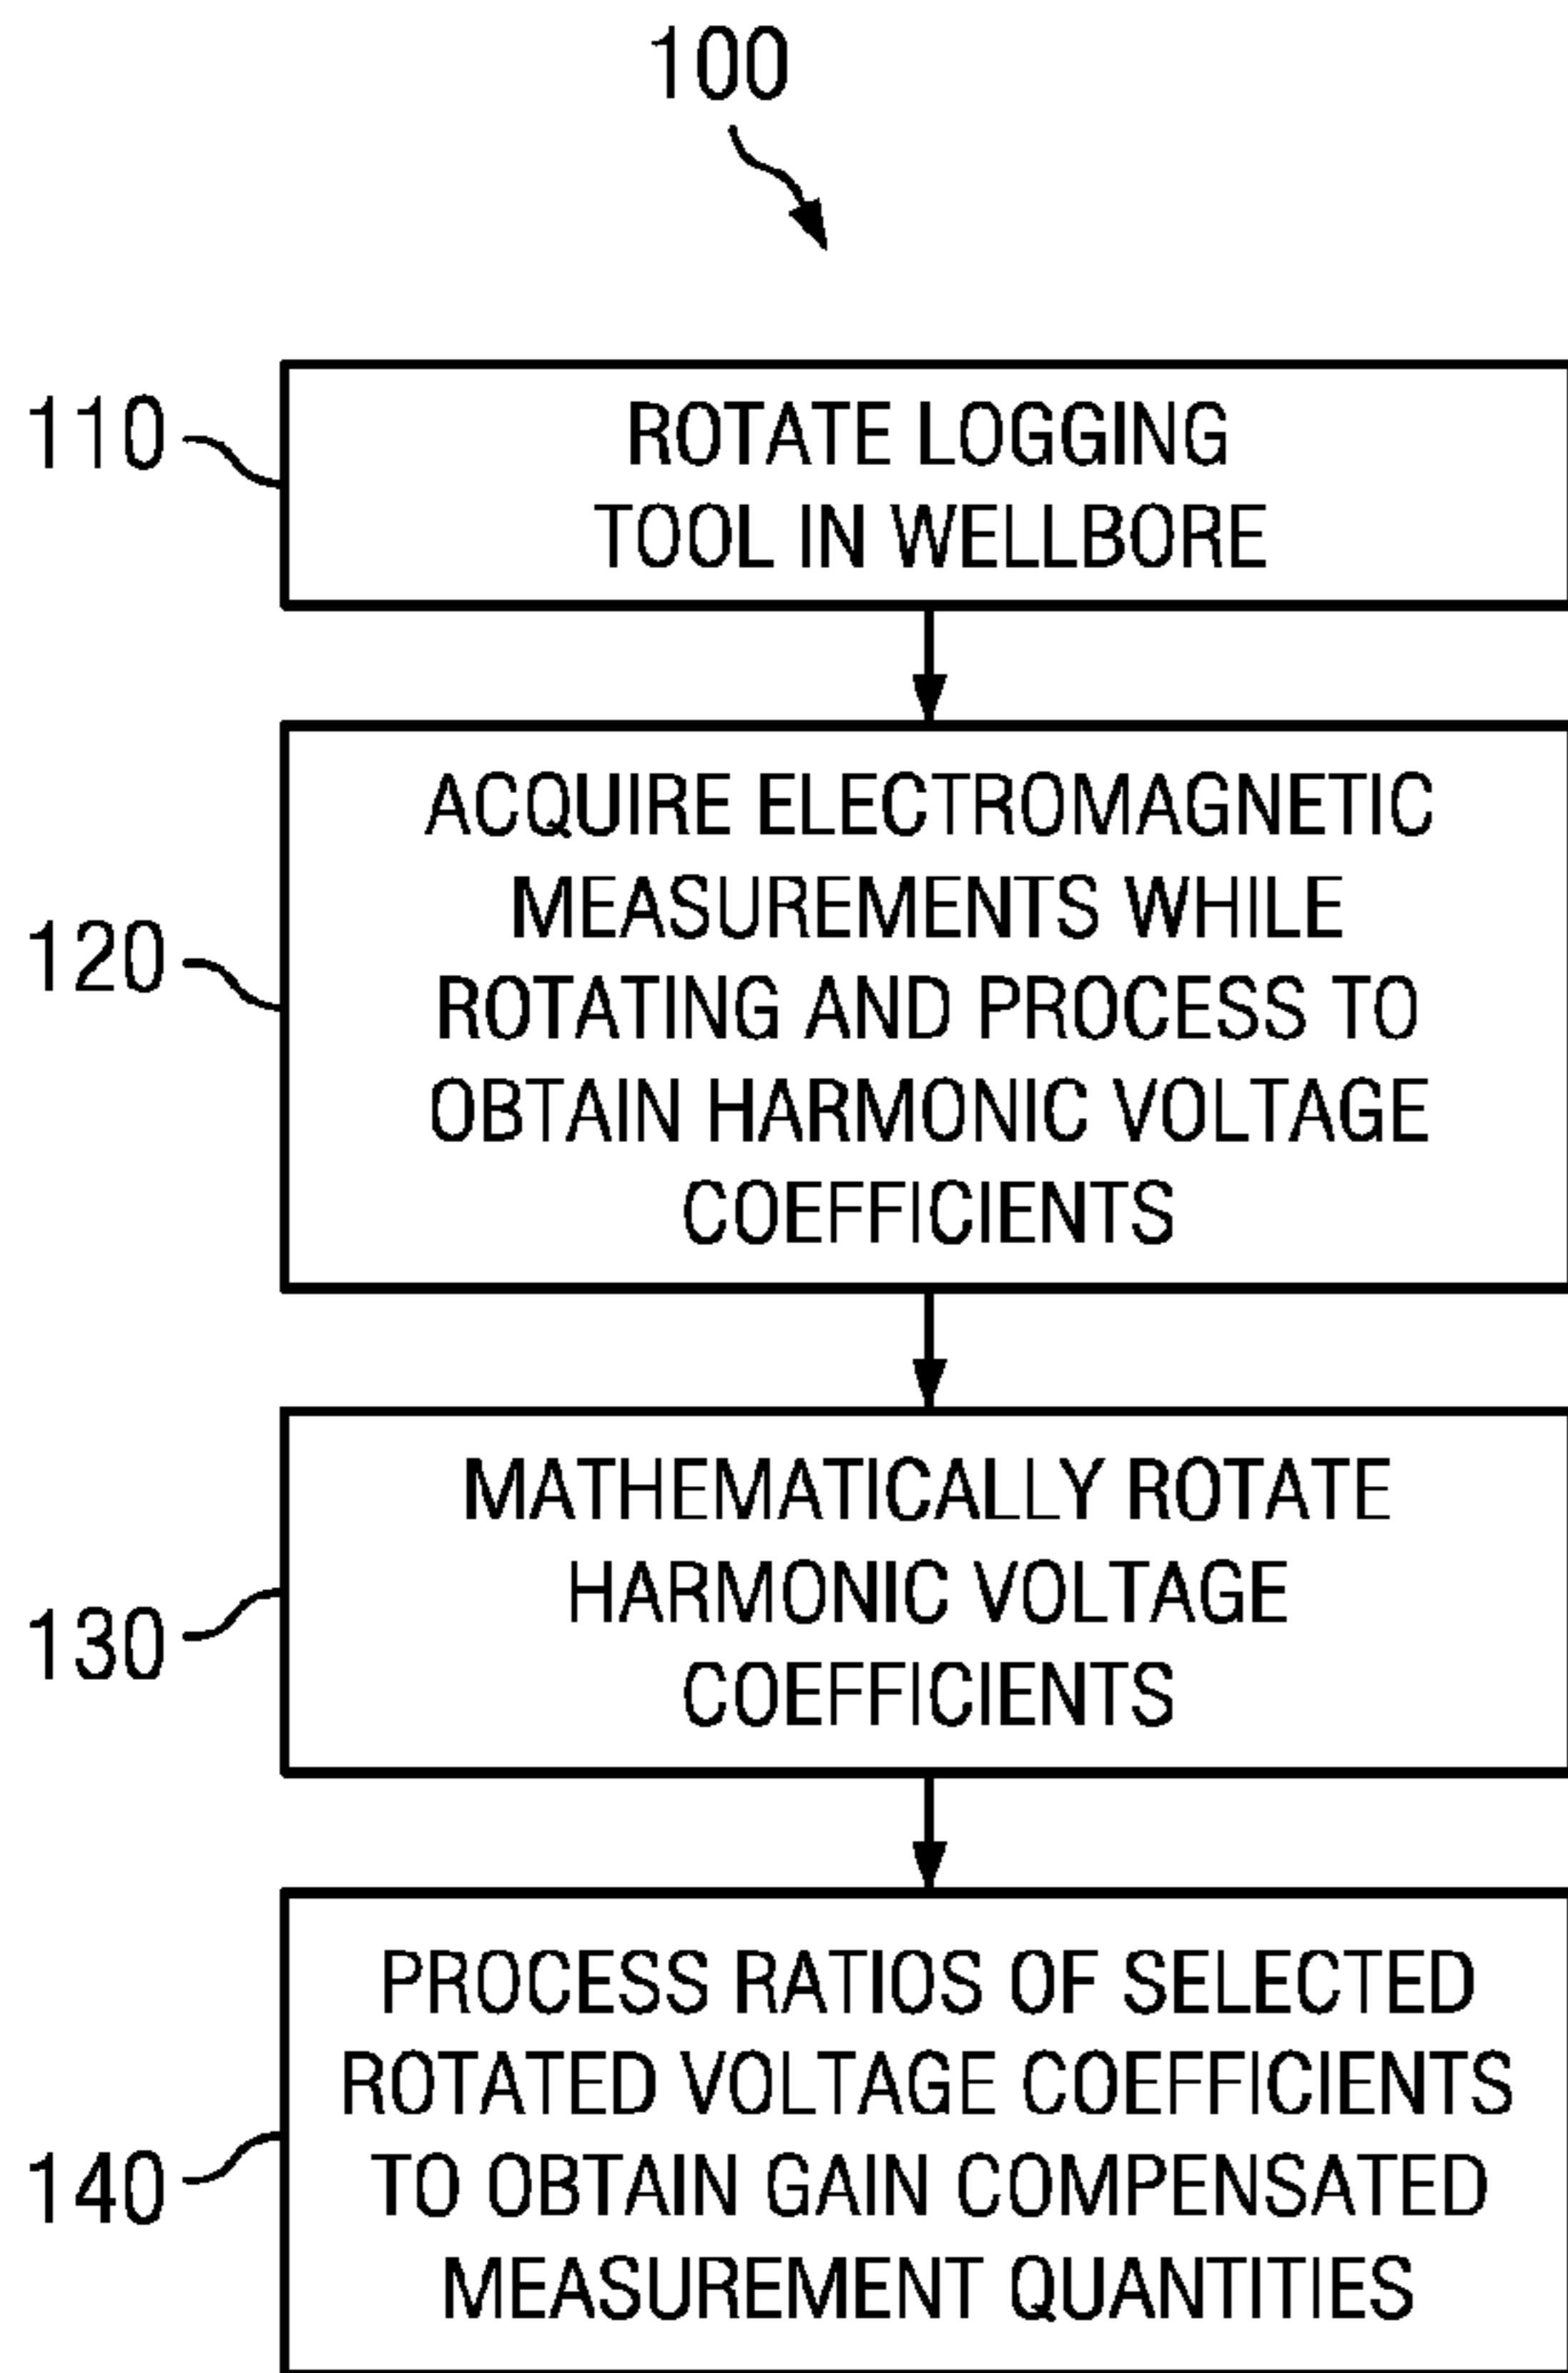 100
110
ROTATE LOGGING
TOOL IN WELLBORE
120
ACQUIRE ELECTROMAGNETIC
MEASUREMENTS WHILE
ROTATING AND PROCESS TO
OBTAIN HARMONIC VOLTAGE
COEFFICIENTS
130
MATHEMATICALLY ROTATE
HARMONIC VOLTAGE
COEFFICIENTS
140
PROCESS RATIOS OF SELECTED
ROTATED VOLTAGE COEFFICIENTS
TO OBTAIN GAIN COMPENSATED
MEASUREMENT QUANTITIES